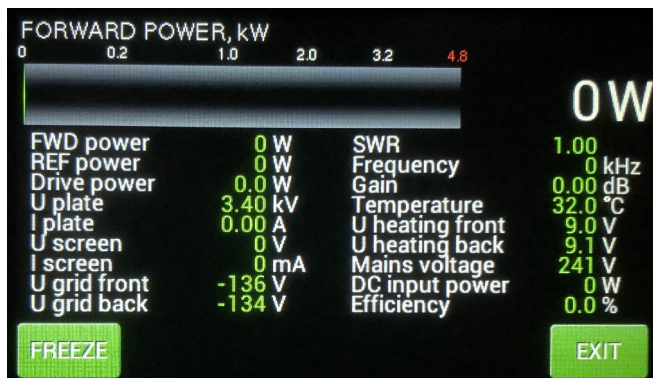 FORWARD POWER, kW
0 0.2 1.0 2.0 3.2 4.8
0 W
FWD power 0 W SWR 1.00
REF power 0 W Frequency 0 kHz
Drive power 0.0 W Gain 0.00 dB
U plate 3.40 kV Temperature 32.0 °C
I plate 0.00 A U heating front 9.0 V
U screen 0 V U heating back 9.1 V
I screen 0 mA Mains voltage 241 V
U grid front -136 V DC input power 0 W
U grid back -134 V Efficiency 0.0 %
FREEZE EXIT